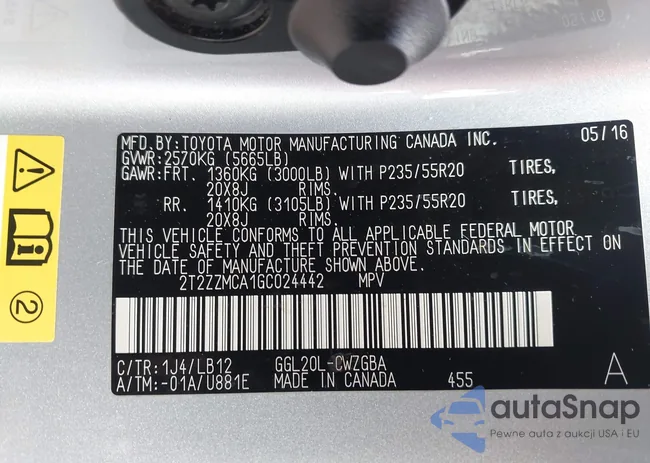 MFD.BY:TOYOTA MOTOR MANUFACTURING CANADA INC. 05/16
GVWR:2570KG (5665LB)
GAWR:FRT. 1360KG (3000LB) WITH P235/55R20 TIRES,
20X8J RIMS.
RR. 1410KG (3105LB) WITH P235/55R20 TIRES,
20X8J RIMS.
THIS VEHICLE CONFORMS TO ALL APPLICABLE FEDERAL MOTOR
VEHICLE SAFETY AND THEFT PREVENTION STANDARDS IN EFFECT ON
THE DATE OF MANUFACTURE SHOWN ABOVE.
2T2ZZMCA1GC024442 MPV
C/TR:1J4/LB12 GGL20L-CWZGBA A
A/TM:-01A/U881E MADE IN CANADA 455
2
autaSnap
Pewne auta z aukcji USA i EU